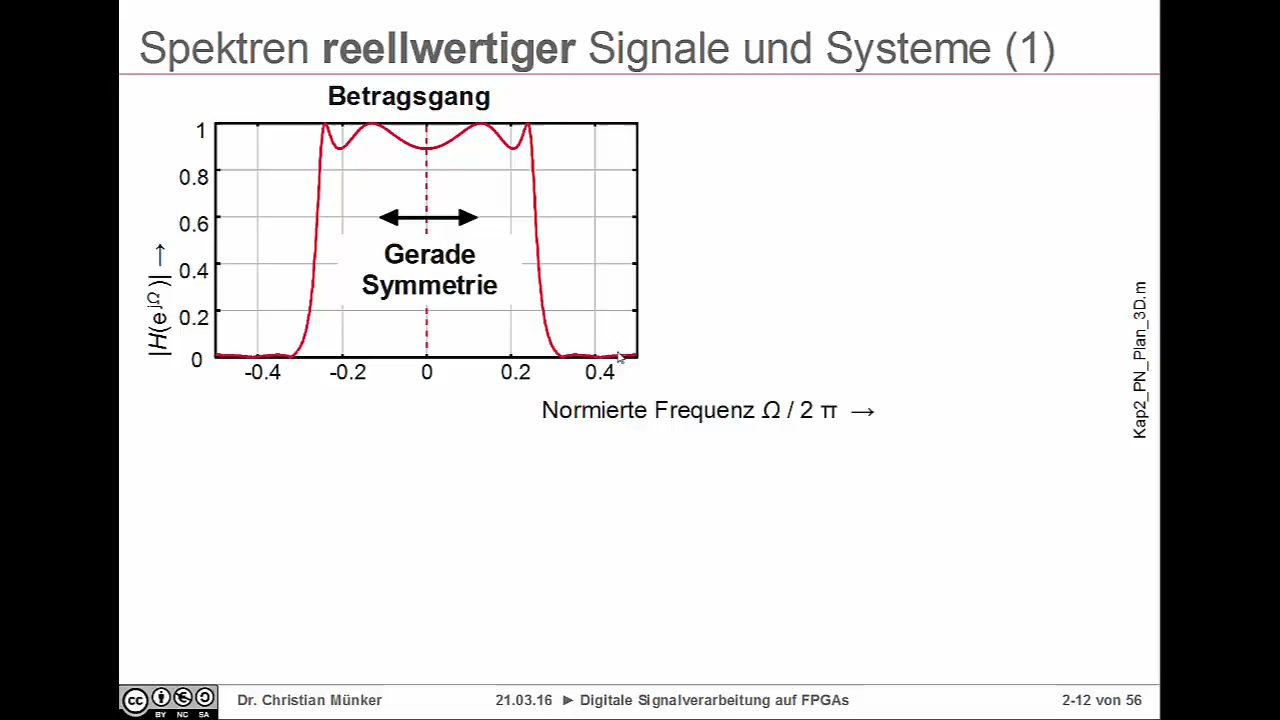 Spektren reellwertiger Signale und Systeme (1)
Betragsgang
1
0.8
0.6
0.4
0.2
0
|H(e^jΩ)| →
Gerade
Symmetrie
-0.4 -0.2 0 0.2 0.4
Normierte Frequenz Ω / 2 π →
Kap2_PN_Plan_3D.m
cc BY NC SA
Dr. Christian Münker 21.03.16 ► Digitale Signalverarbeitung auf FPGAs 2-12 von 56